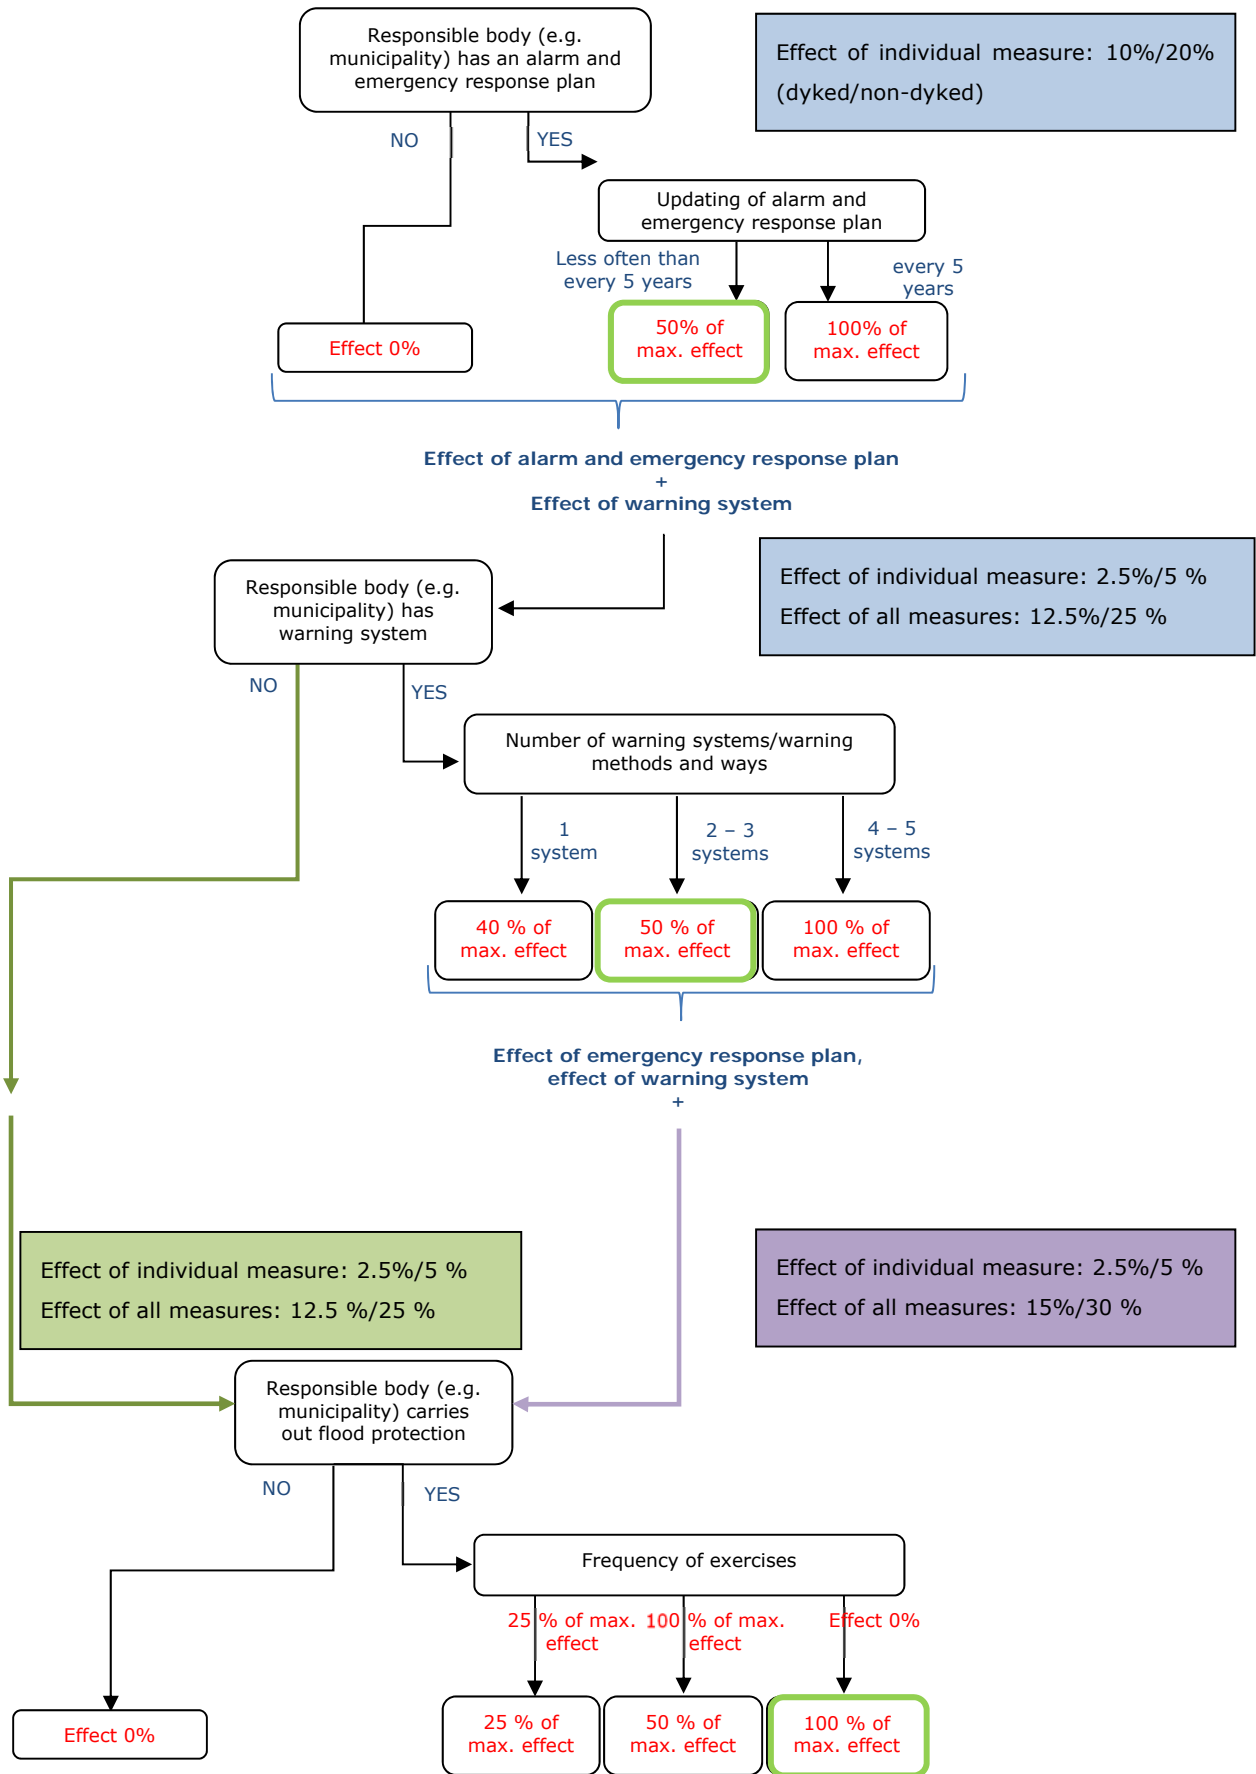 Responsible body (e.g.
municipality) has an alarm and
emergency response plan
Effect of individual measure: 10%/20%
(dyked/non-dyked)
NO
YES
Updating of alarm and
emergency response plan
Less often than
every 5 years
every 5
years
Effect 0%
50% of
max. effect
100% of
max. effect
Effect of alarm and emergency response plan
+
Effect of warning system
Responsible body (e.g.
municipality) has
warning system
Effect of individual measure: 2.5%/5 %
Effect of all measures: 12.5%/25 %
NO
YES
Number of warning systems/warning
methods and ways
1
system
2 – 3
systems
4 – 5
systems
40 % of
max. effect
50 % of
max. effect
100 % of
max. effect
Effect of emergency response plan,
effect of warning system
+
Effect of individual measure: 2.5%/5 %
Effect of all measures: 12.5 %/25 %
Effect of individual measure: 2.5%/5 %
Effect of all measures: 15%/30 %
Responsible body (e.g.
municipality) carries
out flood protection
NO
YES
Frequency of exercises
25 % of max.
effect
100 % of max.
effect
Effect 0%
Effect 0%
25 % of
max. effect
50 % of
max. effect
100 % of
max. effect